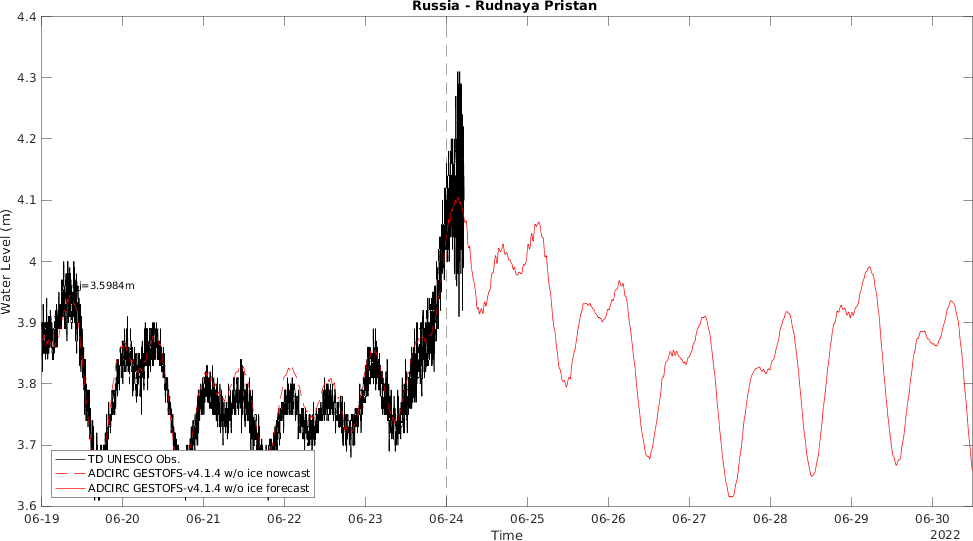 Russia - Rudnaya Pristan
4.4
4.3
4.2
4.1
4
3.9
3.8
3.7
3.6
Water Level (m)
j=3.5984m
TD UNESCO Obs.
ADCIRC GESTOFS-v4.1.4 w/o ice nowcast
ADCIRC GESTOFS-v4.1.4 w/o ice forecast
06-19 06-20 06-21 06-22 06-23 06-24 06-25 06-26 06-27 06-28 06-29 06-30
Time
2022